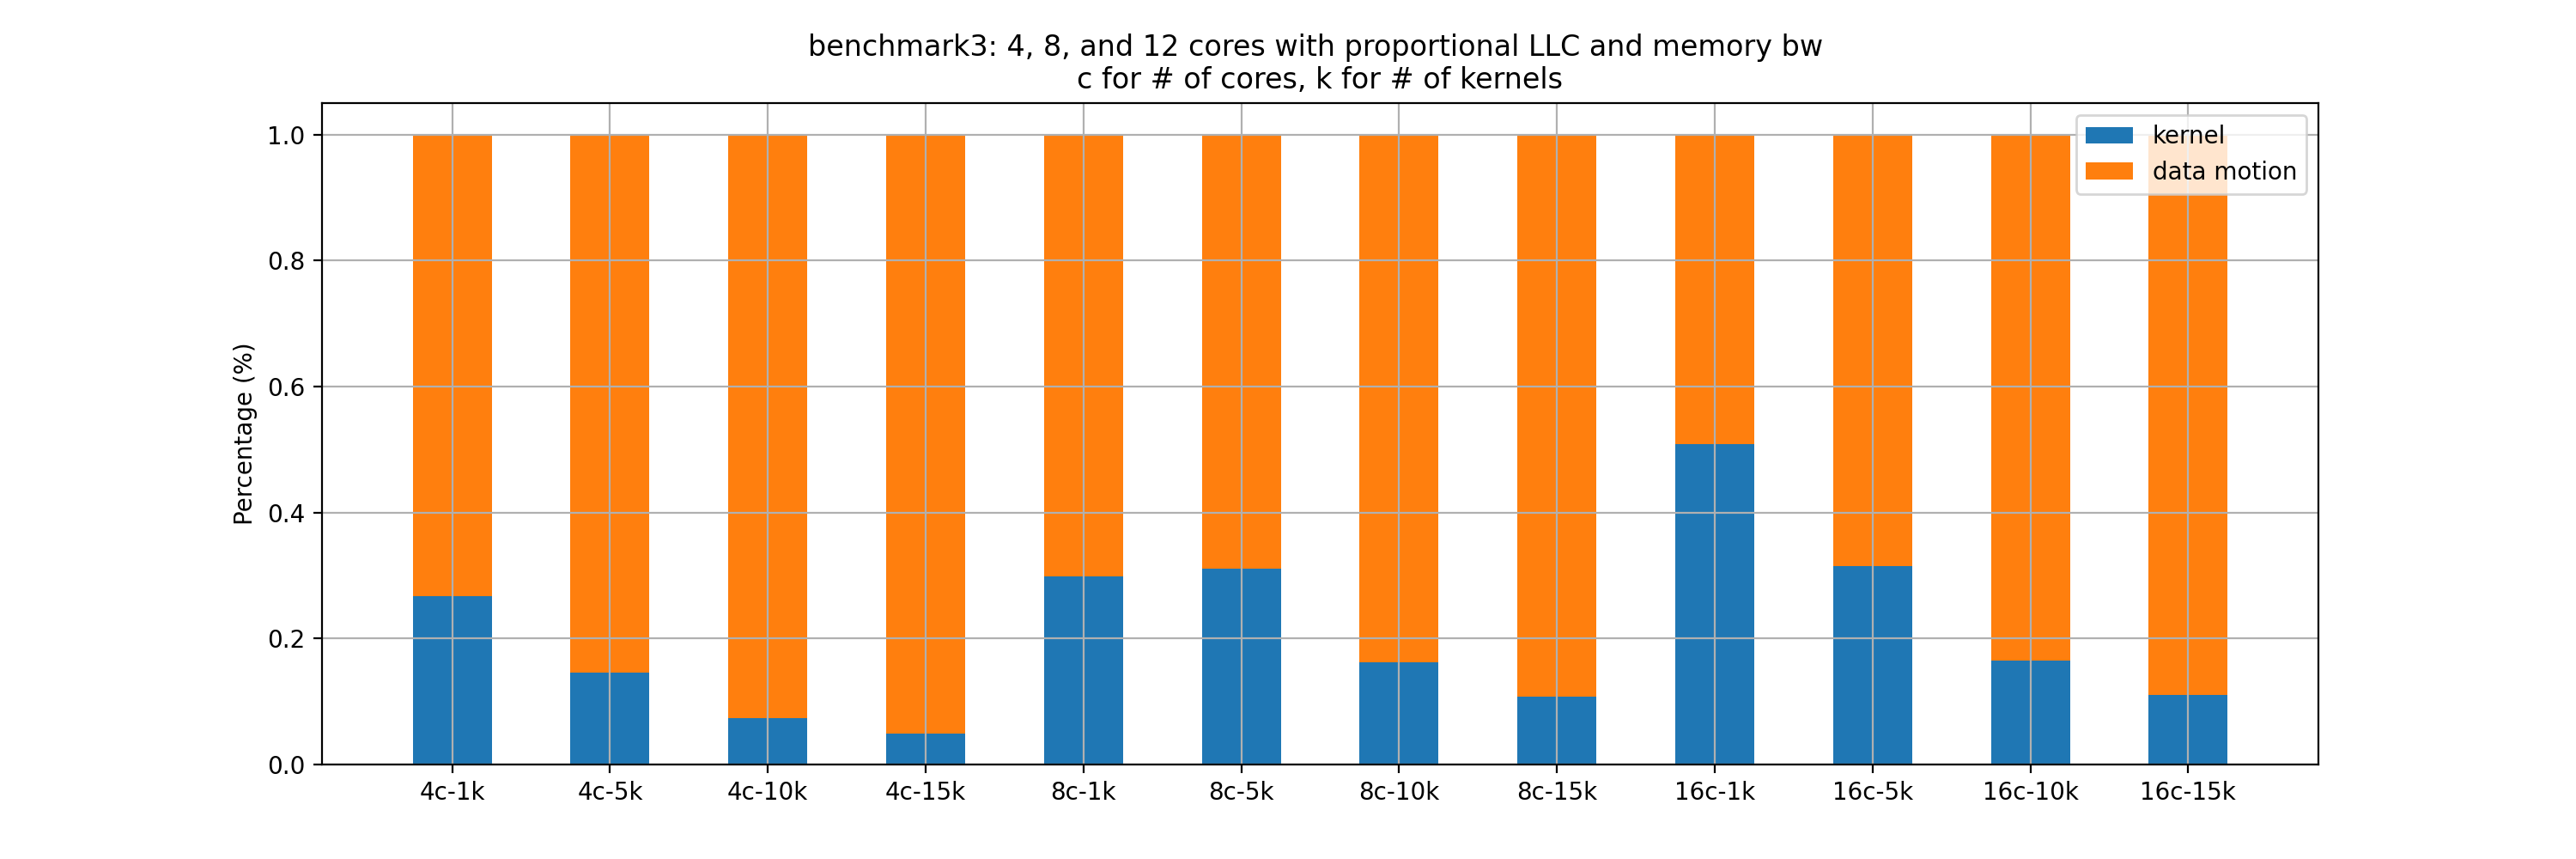 benchmark3: 4, 8, and 12 cores with proportional LLC and memory bw
c for # of cores, k for # of kernels
kernel
data motion
Percentage (%)
1.0
0.8
0.6
0.4
0.2
0.0
4c-1k 4c-5k 4c-10k 4c-15k 8c-1k 8c-5k 8c-10k 8c-15k 16c-1k 16c-5k 16c-10k 16c-15k